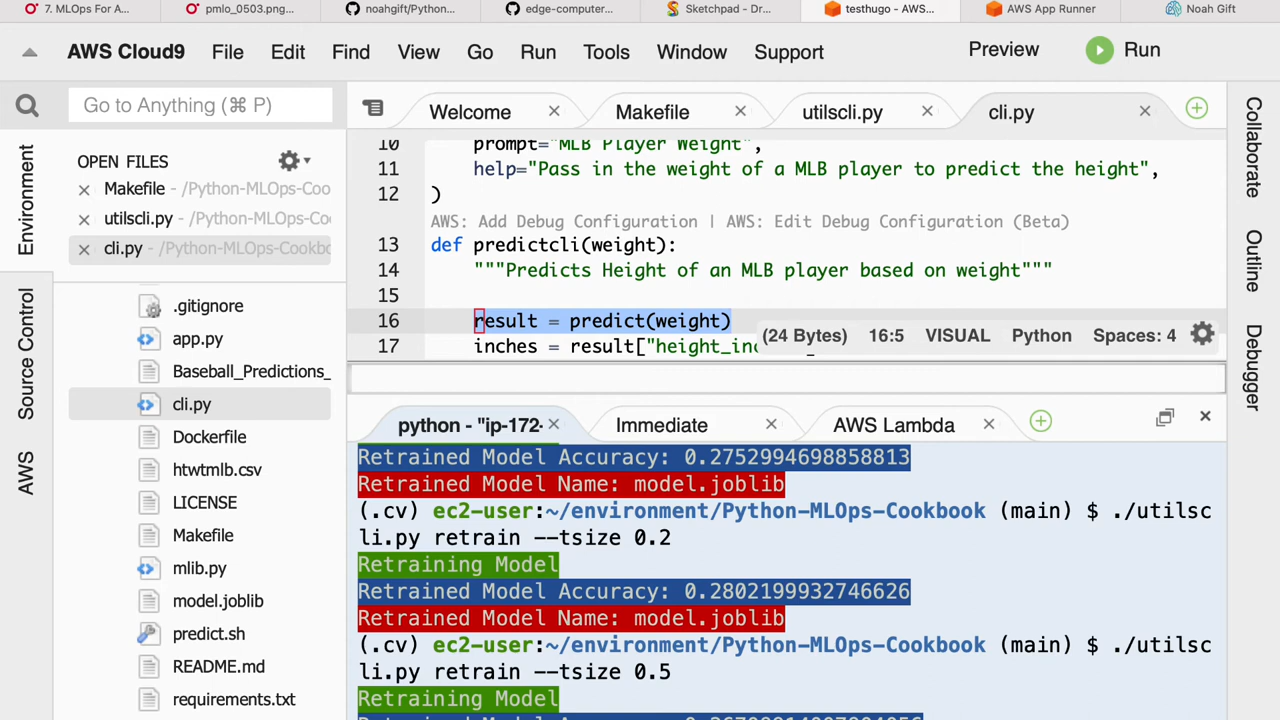 7. MLOps For A... pmlo_0503.png... noahgift/Python... edge-computer... Sketchpad - Dr... testhugo - AWS... AWS App Runner Noah Gift
AWS Cloud9 File Edit Find View Go Run Tools Window Support Preview Run
Go to Anything (⌘ P)
Welcome Makefile utilscli.py cli.py
Environment
Source Control
AWS
OPEN FILES
Makefile - /Python-MLOps-Coo
utilscli.py - /Python-MLOps-Co
cli.py - /Python-MLOps-Cookb
.gitignore
app.py
Baseball_Predictions_
cli.py
Dockerfile
htwtmlb.csv
LICENSE
Makefile
mlib.py
model.joblib
predict.sh
README.md
requirements.txt
10 prompt="MLB Player Weight",
11 help="Pass in the weight of a MLB player to predict the height",
12 )
AWS: Add Debug Configuration | AWS: Edit Debug Configuration (Beta)
13 def predictcli(weight):
14 """Predicts Height of an MLB player based on weight"""
15
16 result = predict(weight)
17 inches = result["height_inc
(24 Bytes) 16:5 VISUAL Python Spaces: 4
python - "ip-172- Immediate AWS Lambda
Retrained Model Accuracy: 0.2752994698858813
Retrained Model Name: model.joblib
(.cv) ec2-user:~/environment/Python-MLOps-Cookbook (main) $ ./utilsc
li.py retrain --tsize 0.2
Retraining Model
Retrained Model Accuracy: 0.2802199932746626
Retrained Model Name: model.joblib
(.cv) ec2-user:~/environment/Python-MLOps-Cookbook (main) $ ./utilsc
li.py retrain --tsize 0.5
Retraining Model
Collaborate
Outline
Debugger